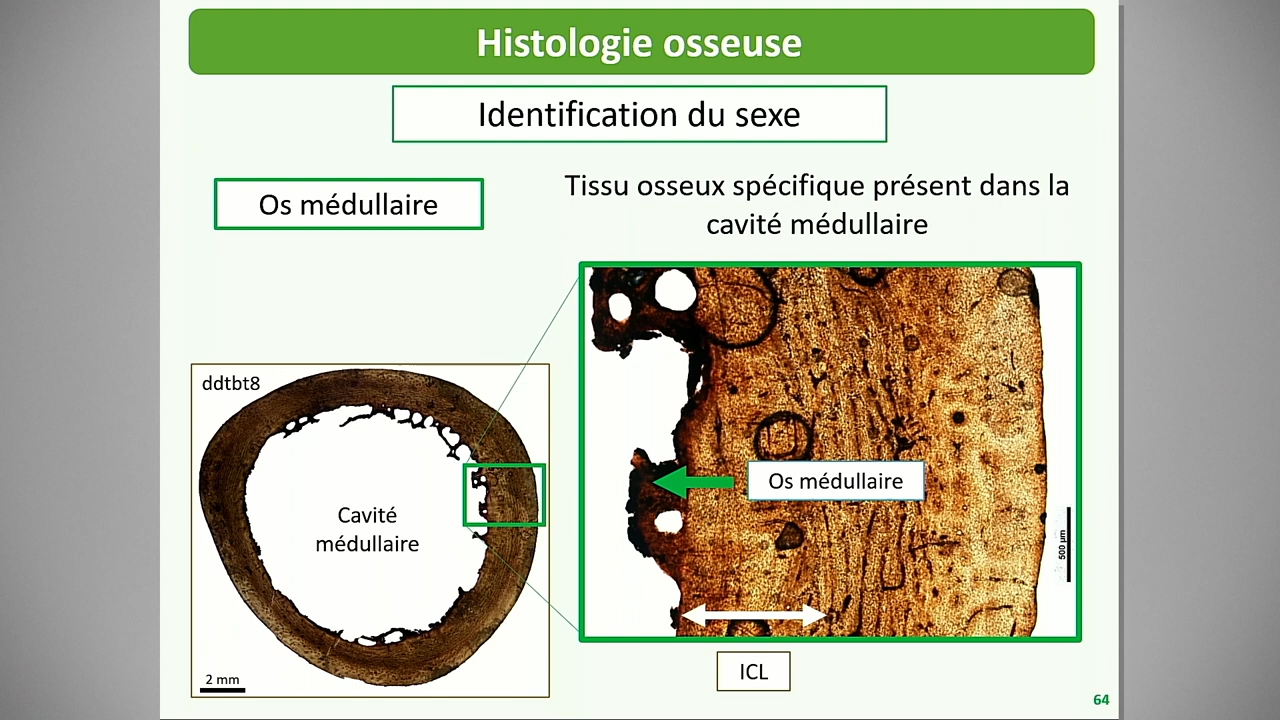 Histologie osseuse
Identification du sexe
Os médullaire
Tissu osseux spécifique présent dans la
cavité médullaire
ddtbt8
Cavité
médullaire
2 mm
Os médullaire
500 µm
ICL
64